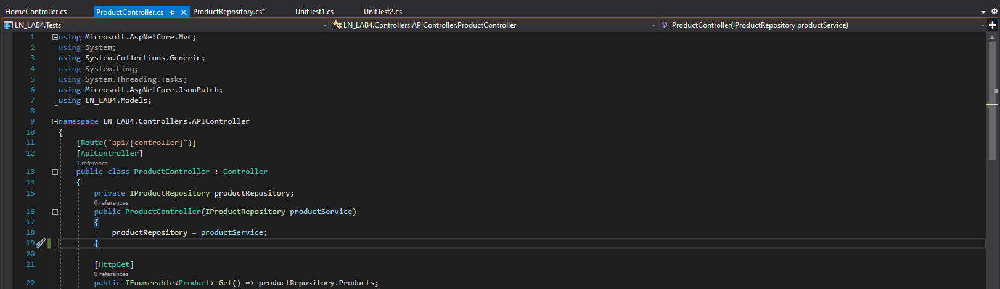 HomeController.cs ProductController.cs ProductRepository.cs* UnitTest1.cs UnitTest2.cs
LN_LAB4.Tests LN_LAB4.Controllers.APIController.ProductController ProductController(IProductRepository productService)
1 using Microsoft.AspNetCore.Mvc;
2 using System;
3 using System.Collections.Generic;
4 using System.Linq;
5 using System.Threading.Tasks;
6 using Microsoft.AspNetCore.JsonPatch;
7 using LN_LAB4.Models;
8
9 namespace LN_LAB4.Controllers.APIController
10 {
11 [Route("api/[controller]")]
12 [ApiController]
1 reference
13 public class ProductController : Controller
14 {
15 private IProductRepository productRepository;
0 references
16 public ProductController(IProductRepository productService)
17 {
18 productRepository = productService;
19 }
20
21 [HttpGet]
0 references
22 public IEnumerable<Product> Get() => productRepository.Products;